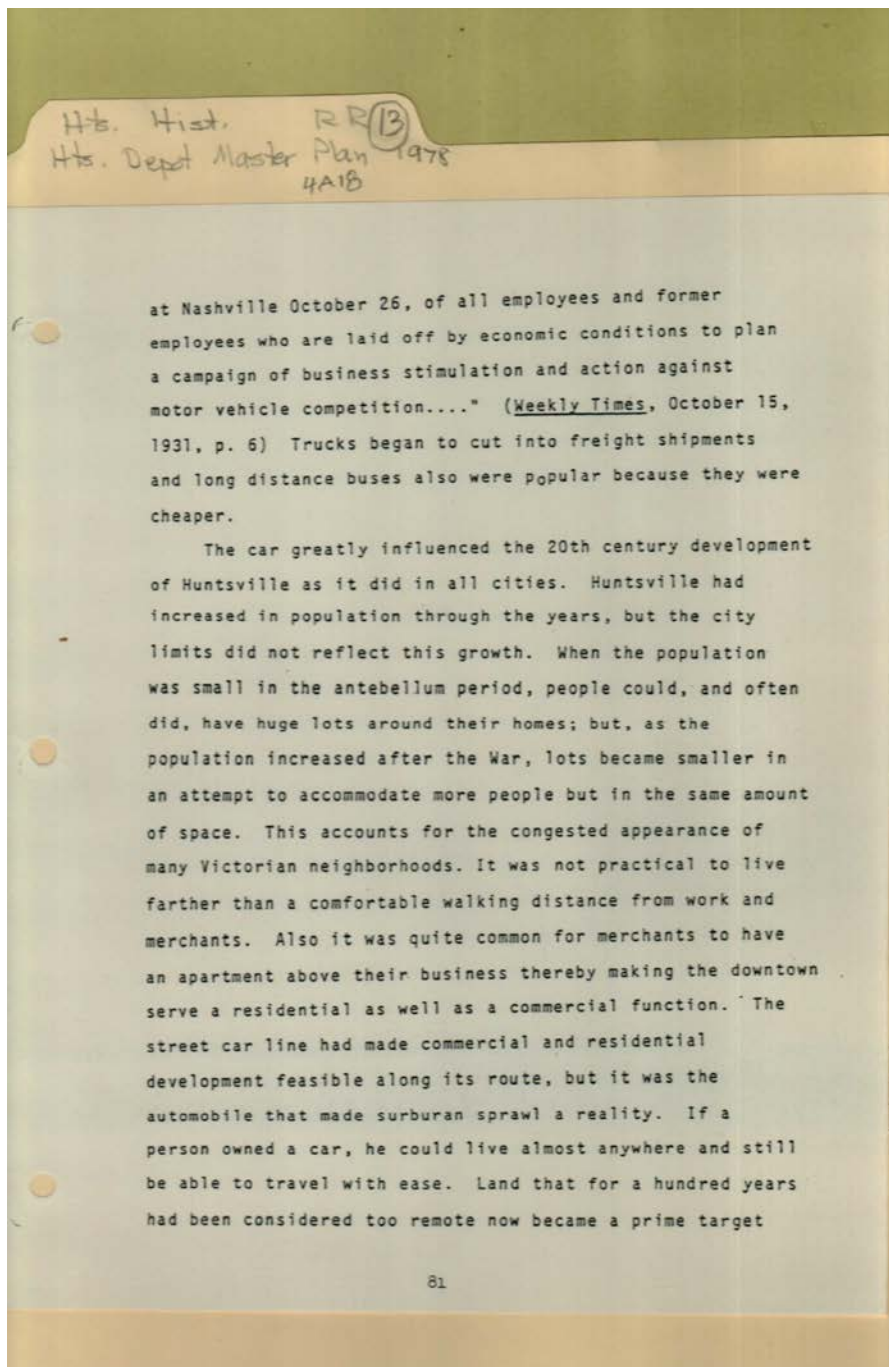 Hts. Hist. RR 13
Hts. Depot Master Plan 1978
4A18
at Nashville October 26, of all employees and former
employees who are laid off by economic conditions to plan
a campaign of business stimulation and action against
motor vehicle competition...." (Weekly Times, October 15,
1931, p. 6) Trucks began to cut into freight shipments
and long distance buses also were popular because they were
cheaper.
The car greatly influenced the 20th century development
of Huntsville as it did in all cities. Huntsville had
increased in population through the years, but the city
limits did not reflect this growth. When the population
was small in the antebellum period, people could, and often
did, have huge lots around their homes; but, as the
population increased after the War, lots became smaller in
an attempt to accommodate more people but in the same amount
of space. This accounts for the congested appearance of
many Victorian neighborhoods. It was not practical to live
farther than a comfortable walking distance from work and
merchants. Also it was quite common for merchants to have
an apartment above their business thereby making the downtown
serve a residential as well as a commercial function. The
street car line had made commercial and residential
development feasible along its route, but it was the
automobile that made surburan sprawl a reality. If a
person owned a car, he could live almost anywhere and still
be able to travel with ease. Land that for a hundred years
had been considered too remote now became a prime target
81